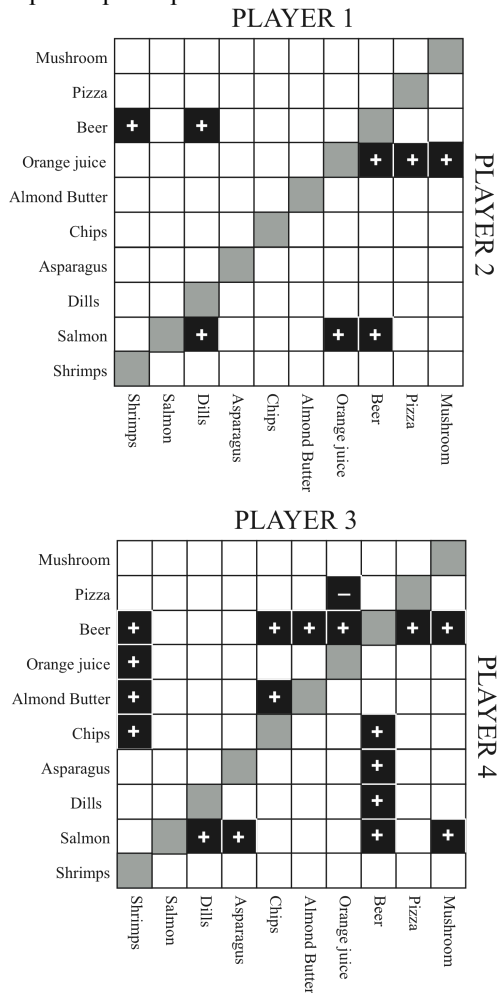 PLAYER 1
Mushroom
Pizza
Beer + +
Orange juice + + +
Almond Butter
Chips
Asparagus
Dills
Salmon + + +
Shrimps
PLAYER 2
Shrimps
Salmon
Dills
Asparagus
Chips
Almond Butter
Orange juice
Beer
Pizza
Mushroom
PLAYER 3
Mushroom
Pizza −
Beer + + + + + +
Orange juice +
Almond Butter + +
Chips + +
Asparagus +
Dills +
Salmon + + + +
Shrimps
PLAYER 4
Shrimps
Salmon
Dills
Asparagus
Chips
Almond Butter
Orange juice
Beer
Pizza
Mushroom